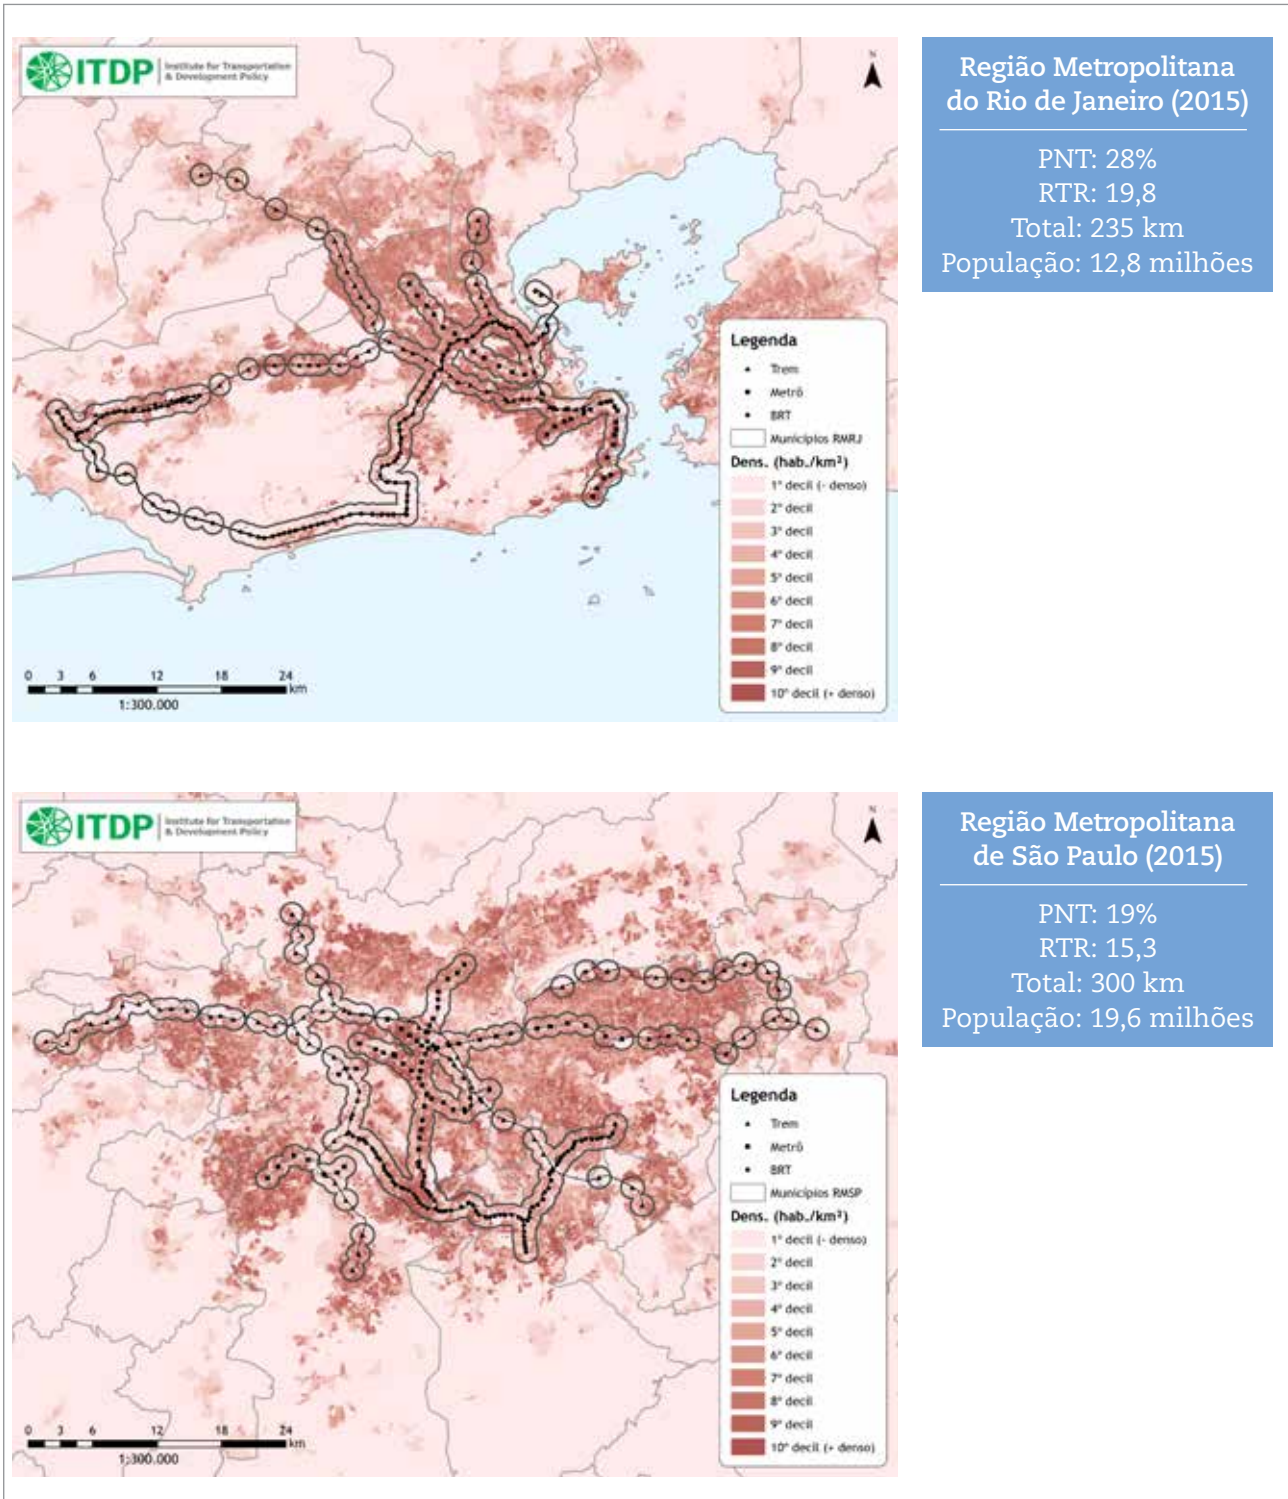 ITDP
Institute for Transportation
& Development Policy
N
Legenda
Trem
Metrô
BRT
Municípios RMRJ
Dens. (hab./km²)
1º decil (- denso)
2º decil
3º decil
4º decil
5º decil
6º decil
7º decil
8º decil
9º decil
10º decil (+ denso)
0 3 6 12 18 24
km
1:300.000
Região Metropolitana
do Rio de Janeiro (2015)
PNT: 28%
RTR: 19,8
Total: 235 km
População: 12,8 milhões
ITDP
Institute for Transportation
& Development Policy
N
Legenda
Trem
Metrô
BRT
Municípios RMSP
Dens. (hab./km²)
1º decil (- denso)
2º decil
3º decil
4º decil
5º decil
6º decil
7º decil
8º decil
9º decil
10º decil (+ denso)
0 3 6 12 18 24
km
1:300.000
Região Metropolitana
de São Paulo (2015)
PNT: 19%
RTR: 15,3
Total: 300 km
População: 19,6 milhões